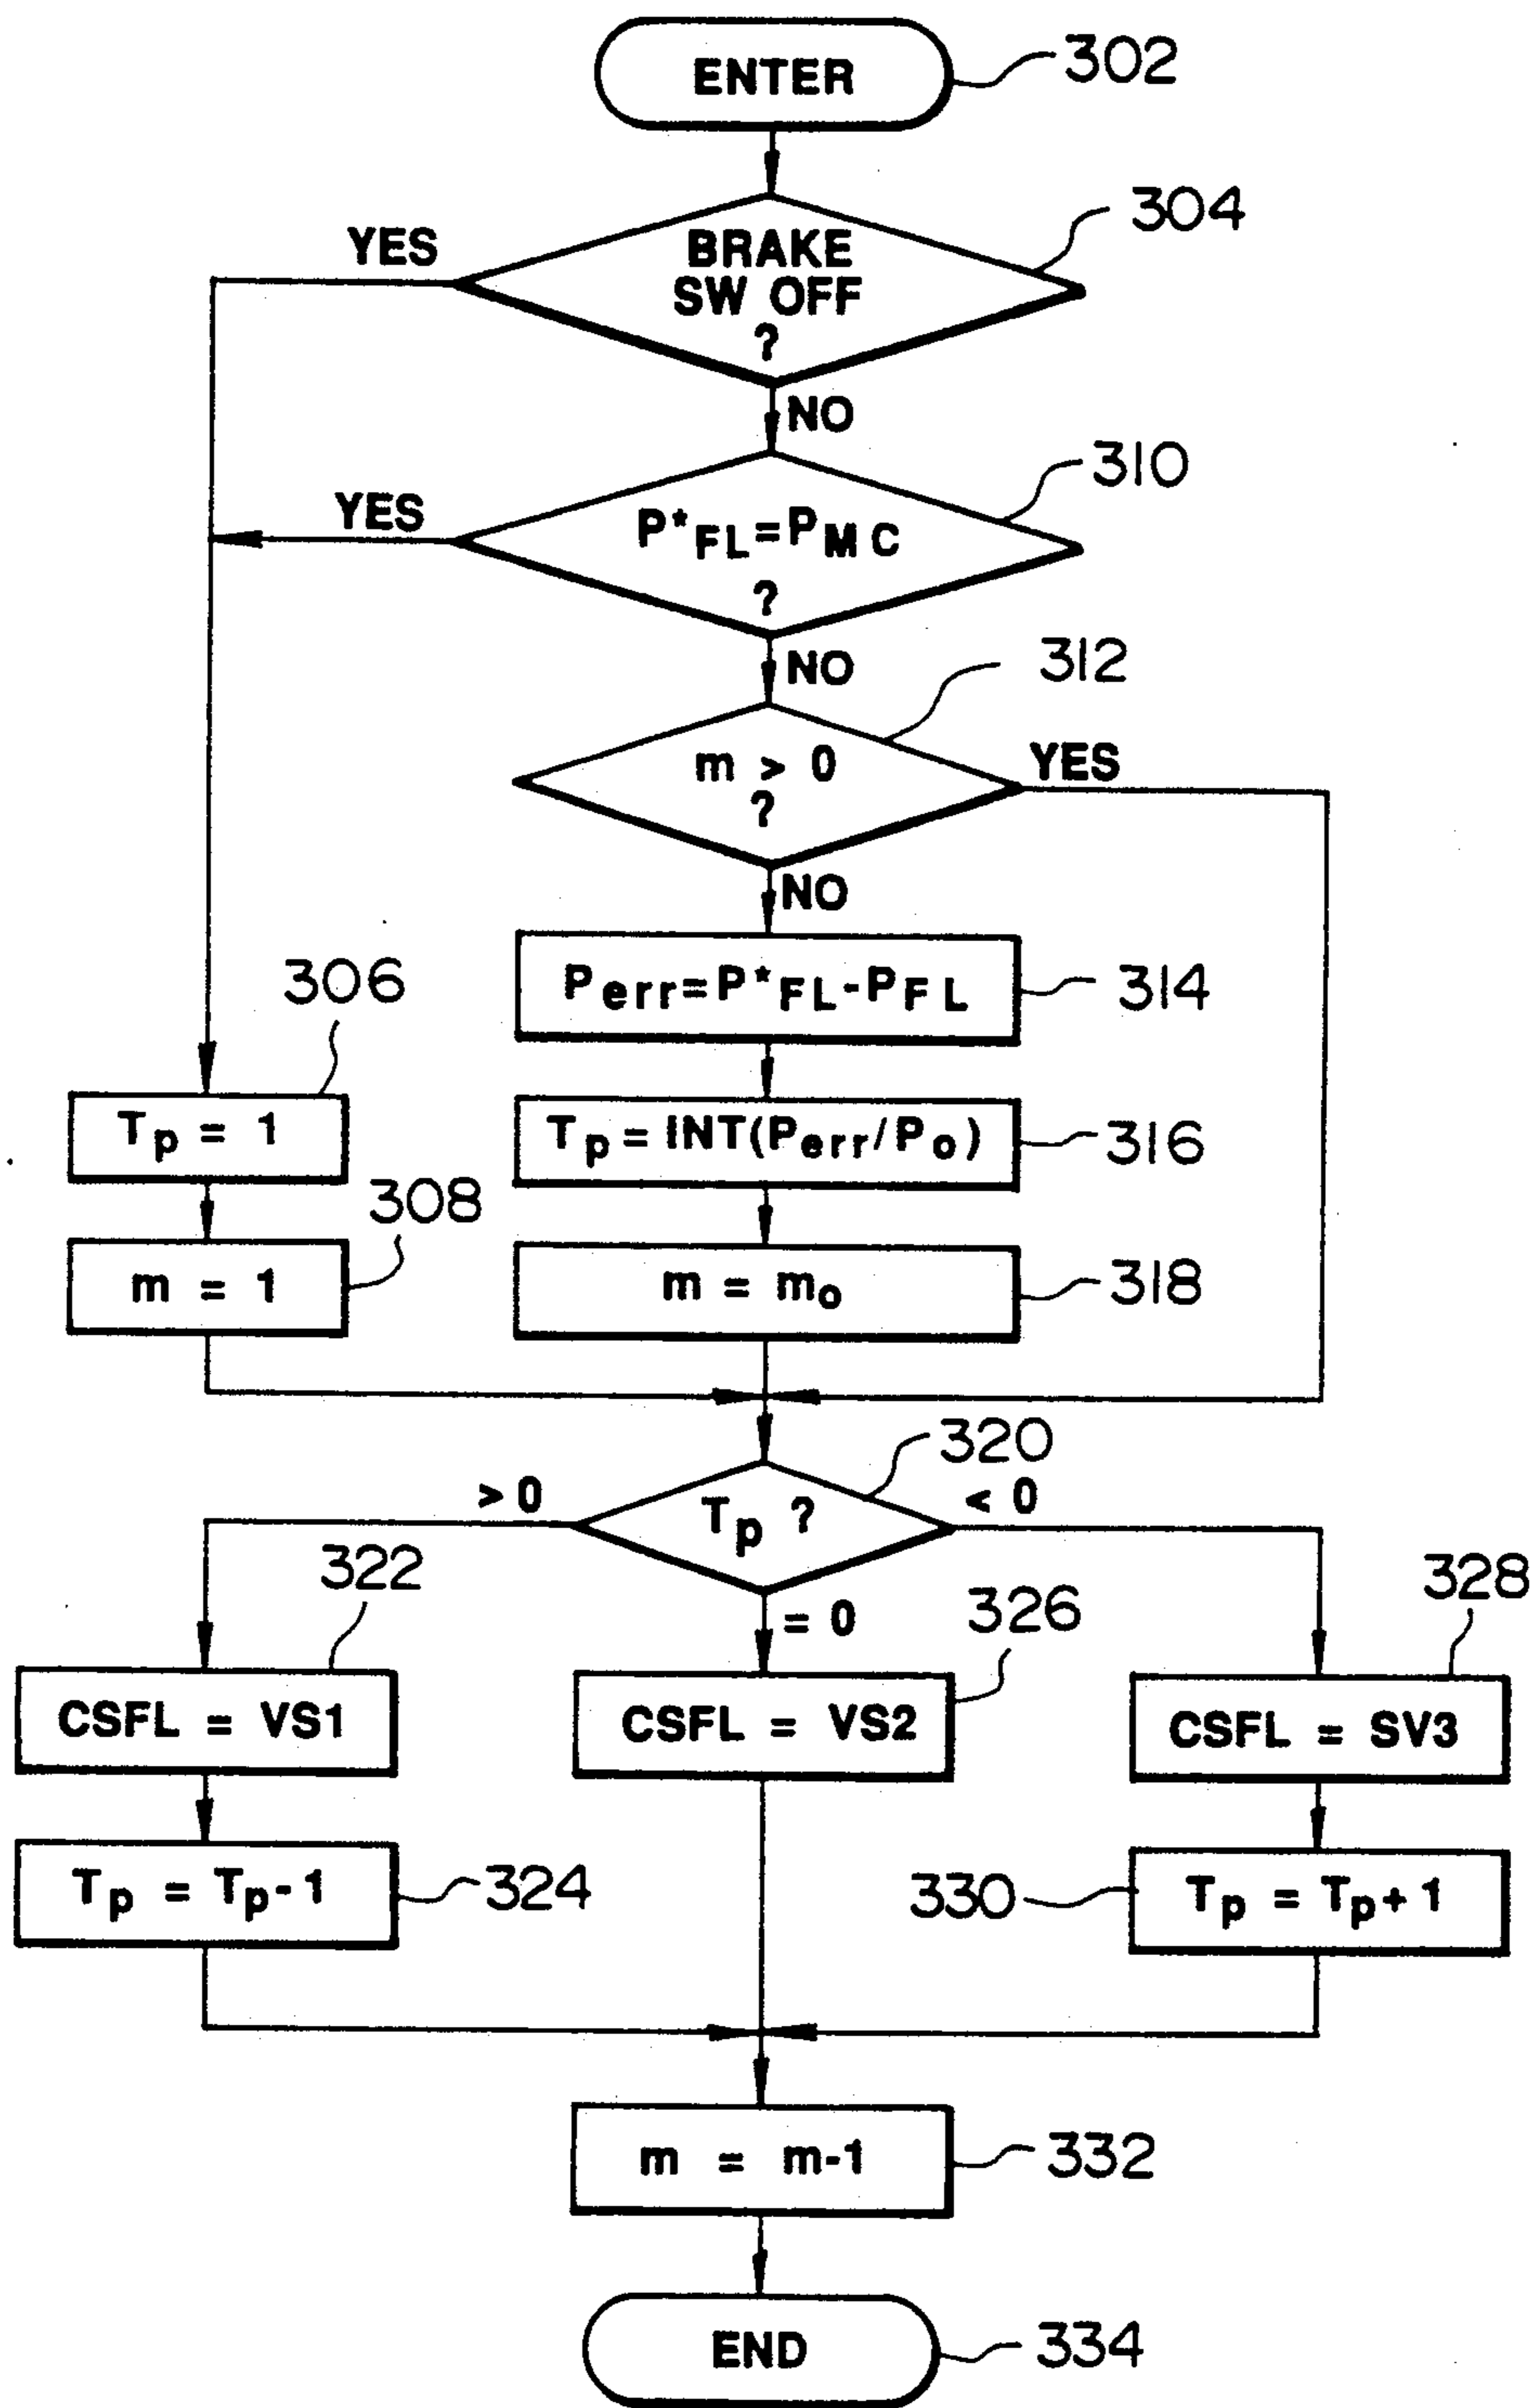 ENTER
302
304
YES
BRAKE
SW OFF
?
NO
310
YES
P*FL=PMC
?
NO
312
m > 0
?
YES
NO
306
Perr=P*FL-PFL
314
Tp = 1
Tp = INT(Perr/Po)
316
308
m = 1
m = mo
318
320
> 0
Tp ?
< 0
322
= 0
326
328
CSFL = VS1
CSFL = VS2
CSFL = SV3
Tp = Tp-1
324
330
Tp = Tp+1
m = m-1
332
END
334